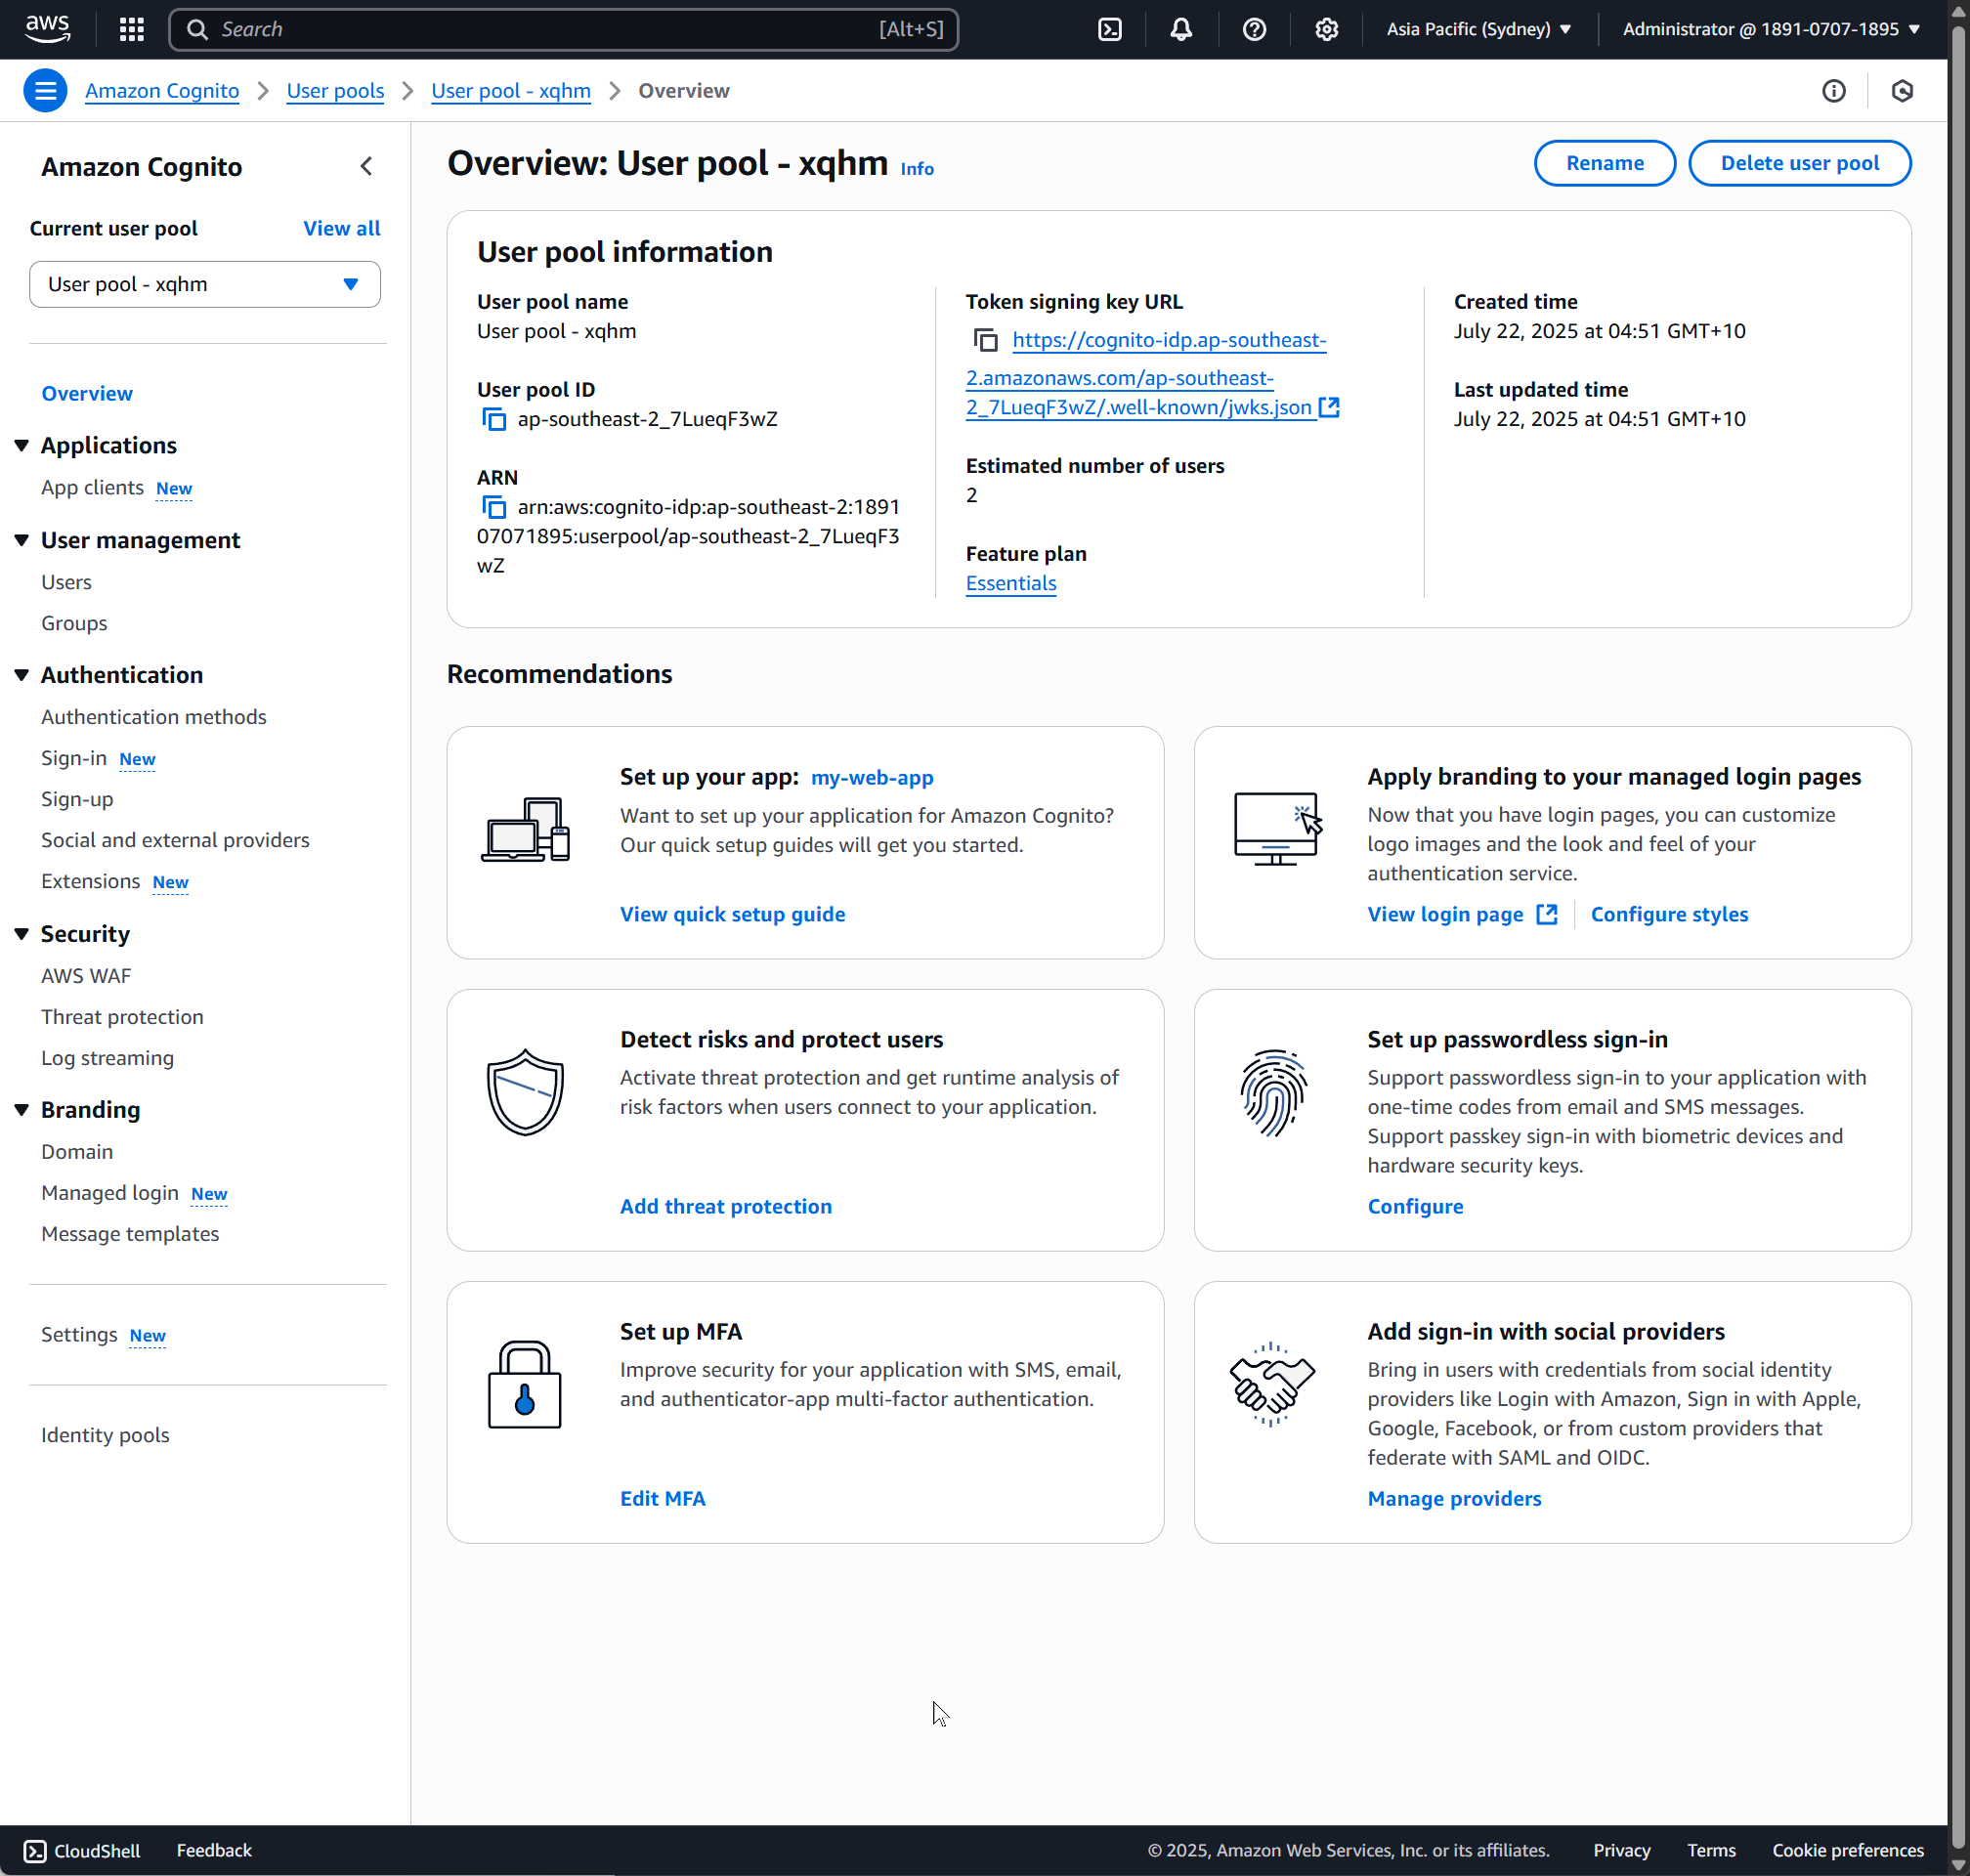 aws
Search [Alt+S]
Asia Pacific (Sydney)
Administrator @ 1891-0707-1895
Amazon Cognito
User pools
User pool - xqhm
Overview
Amazon Cognito
Current user pool
View all
User pool - xqhm
Overview
Applications
App clients New
User management
Users
Groups
Authentication
Authentication methods
Sign-in New
Sign-up
Social and external providers
Extensions New
Security
AWS WAF
Threat protection
Log streaming
Branding
Domain
Managed login New
Message templates
Settings New
Identity pools
Overview: User pool - xqhm Info
Rename
Delete user pool
User pool information
User pool name
User pool - xqhm
User pool ID
ap-southeast-2_7LueqF3wZ
ARN
arn:aws:cognito-idp:ap-southeast-2:1891
07071895:userpool/ap-southeast-2_7LueqF3
wZ
Token signing key URL
https://cognito-idp.ap-southeast-
2.amazonaws.com/ap-southeast-
2_7LueqF3wZ/.well-known/jwks.json
Estimated number of users
2
Feature plan
Essentials
Created time
July 22, 2025 at 04:51 GMT+10
Last updated time
July 22, 2025 at 04:51 GMT+10
Recommendations
Set up your app: my-web-app
Want to set up your application for Amazon Cognito?
Our quick setup guides will get you started.
View quick setup guide
Apply branding to your managed login pages
Now that you have login pages, you can customize
logo images and the look and feel of your
authentication service.
View login page
Configure styles
Detect risks and protect users
Activate threat protection and get runtime analysis of
risk factors when users connect to your application.
Add threat protection
Set up passwordless sign-in
Support passwordless sign-in to your application with
one-time codes from email and SMS messages.
Support passkey sign-in with biometric devices and
hardware security keys.
Configure
Set up MFA
Improve security for your application with SMS, email,
and authenticator-app multi-factor authentication.
Edit MFA
Add sign-in with social providers
Bring in users with credentials from social identity
providers like Login with Amazon, Sign in with Apple,
Google, Facebook, or from custom providers that
federate with SAML and OIDC.
Manage providers
CloudShell
Feedback
© 2025, Amazon Web Services, Inc. or its affiliates.
Privacy
Terms
Cookie preferences